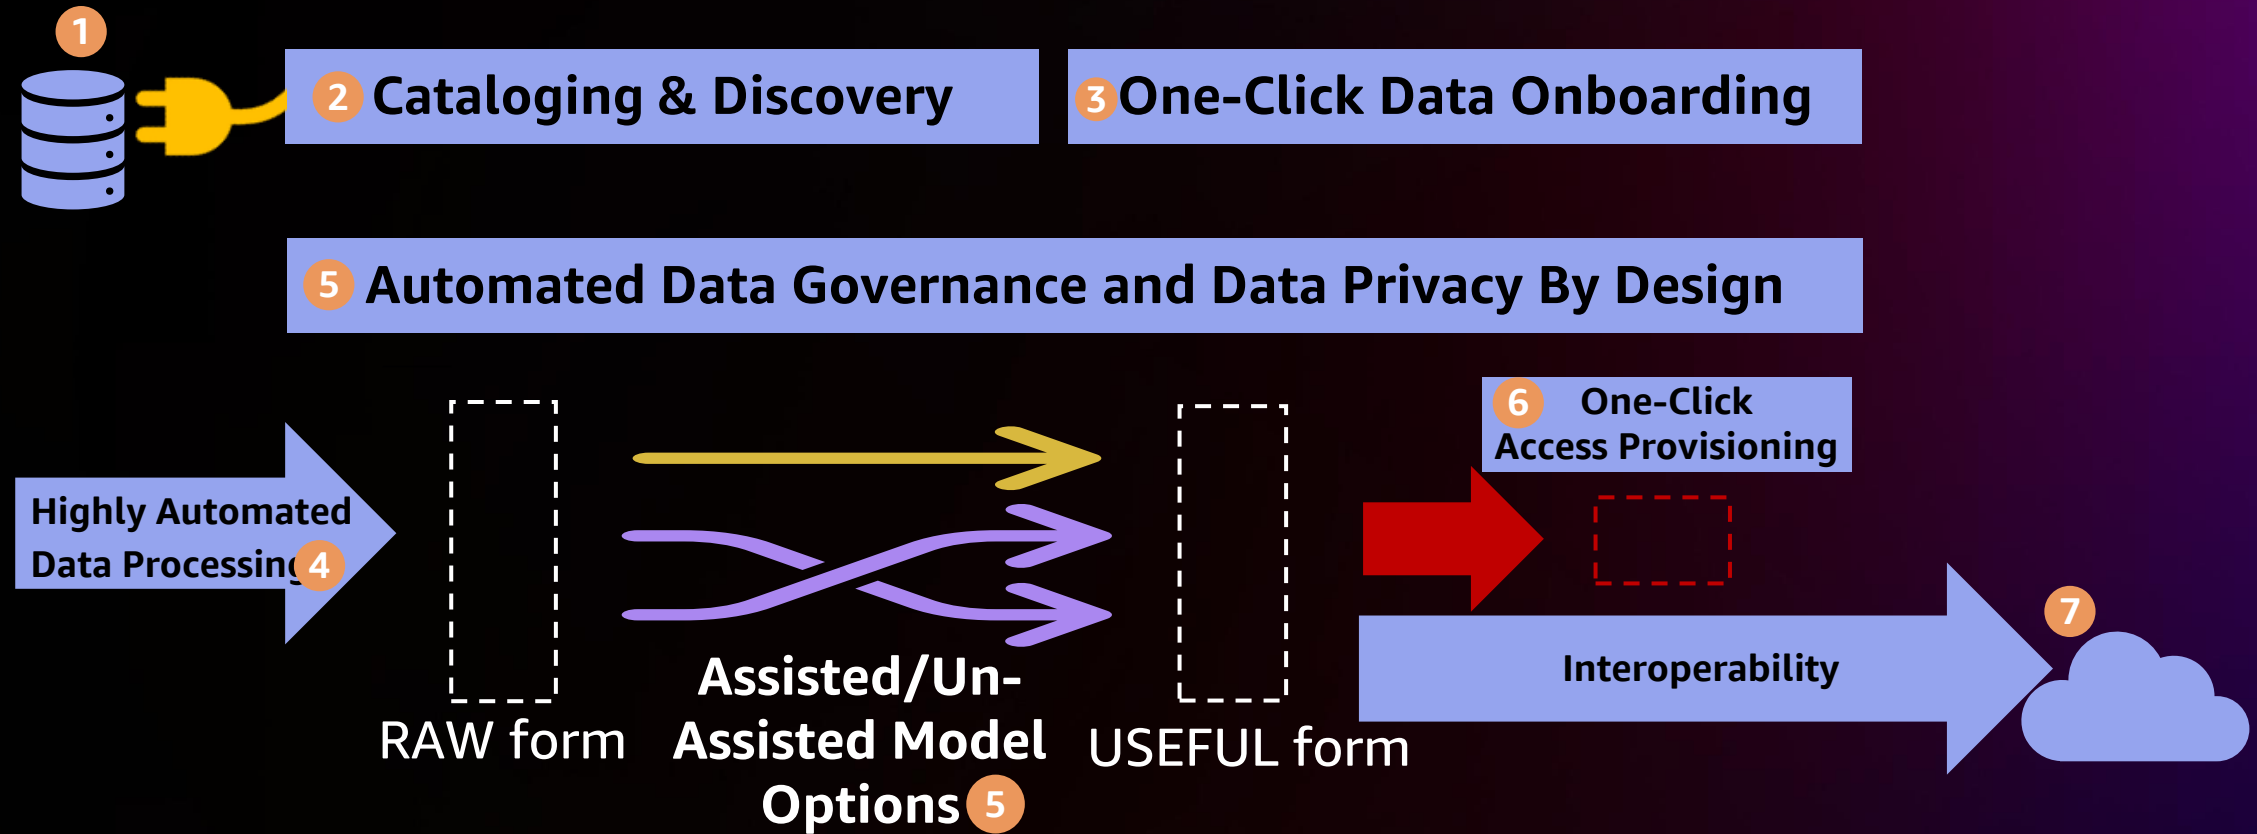 1
2 Cataloging & Discovery
3 One-Click Data Onboarding
5 Automated Data Governance and Data Privacy By Design
6 One-Click
Access Provisioning
Highly Automated
Data Processing 4
7
Interoperability
Assisted/Un-
Assisted Model
Options 5
RAW form
USEFUL form